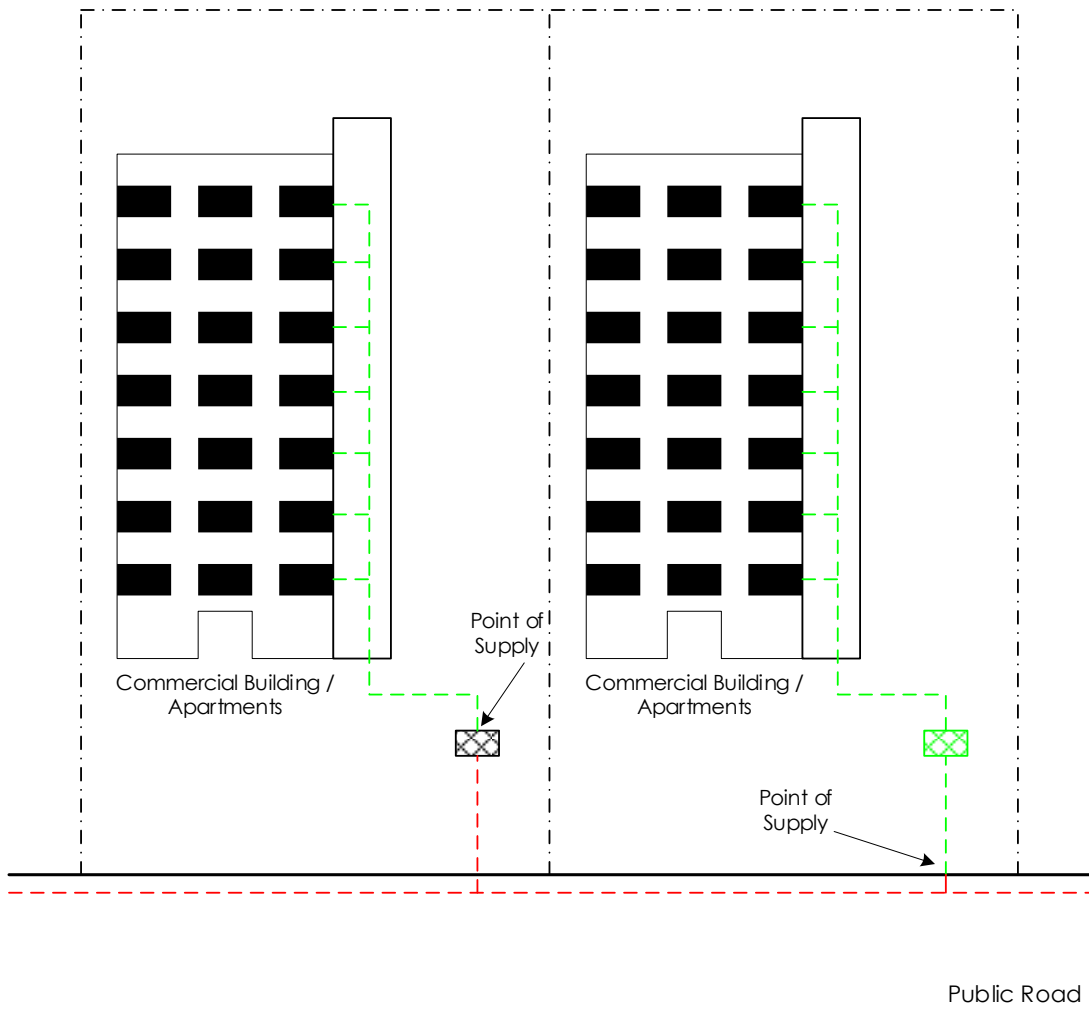 Point of
Supply
Commercial Building /
Apartments
Commercial Building /
Apartments
Point of
Supply
Public Road